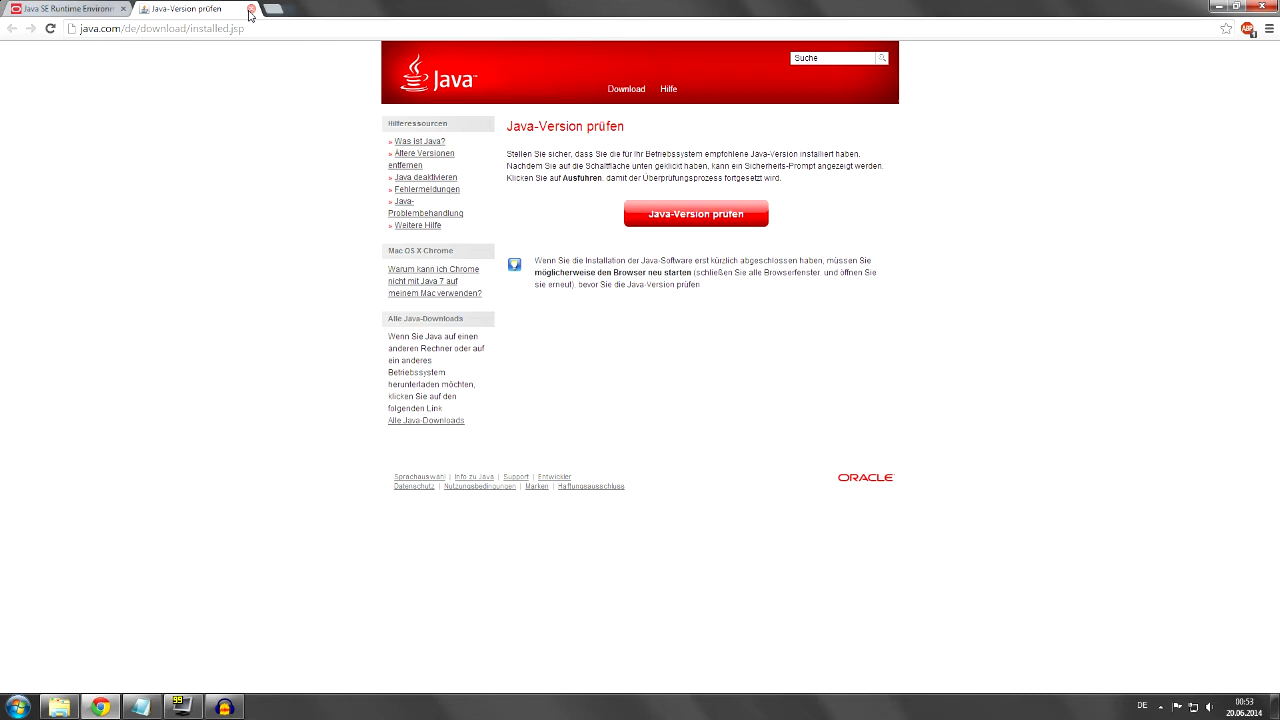 Java SE Runtime Environm
Java-Version prüfen
java.com/de/download/installed.jsp
ABP
1
Java™
Suche
Download
Hilfe
Hilferessourcen
» Was ist Java?
» Ältere Versionen
entfernen
» Java deaktivieren
» Fehlermeldungen
» Java-
Problembehandlung
» Weitere Hilfe
Mac OS X Chrome
Warum kann ich Chrome
nicht mit Java 7 auf
meinem Mac verwenden?
Alle Java-Downloads
Wenn Sie Java auf einen
anderen Rechner oder auf
ein anderes
Betriebssystem
herunterladen möchten,
klicken Sie auf den
folgenden Link
Alle Java-Downloads
Java-Version prüfen
Stellen Sie sicher, dass Sie die für Ihr Betriebssystem empfohlene Java-Version installiert haben.
Nachdem Sie auf die Schaltfläche unten geklickt haben, kann ein Sicherheits-Prompt angezeigt werden.
Klicken Sie auf Ausführen, damit der Überprüfungsprozess fortgesetzt wird.
Java-Version prüfen
Wenn Sie die Installation der Java-Software erst kürzlich abgeschlossen haben, müssen Sie
möglicherweise den Browser neu starten (schließen Sie alle Browserfenster, und öffnen Sie
sie erneut), bevor Sie die Java-Version prüfen
Sprachauswahl | Info zu Java | Support | Entwickler
Datenschutz | Nutzungsbedingungen | Marken | Haftungsausschluss
ORACLE
DE
00:53
20.06.2014